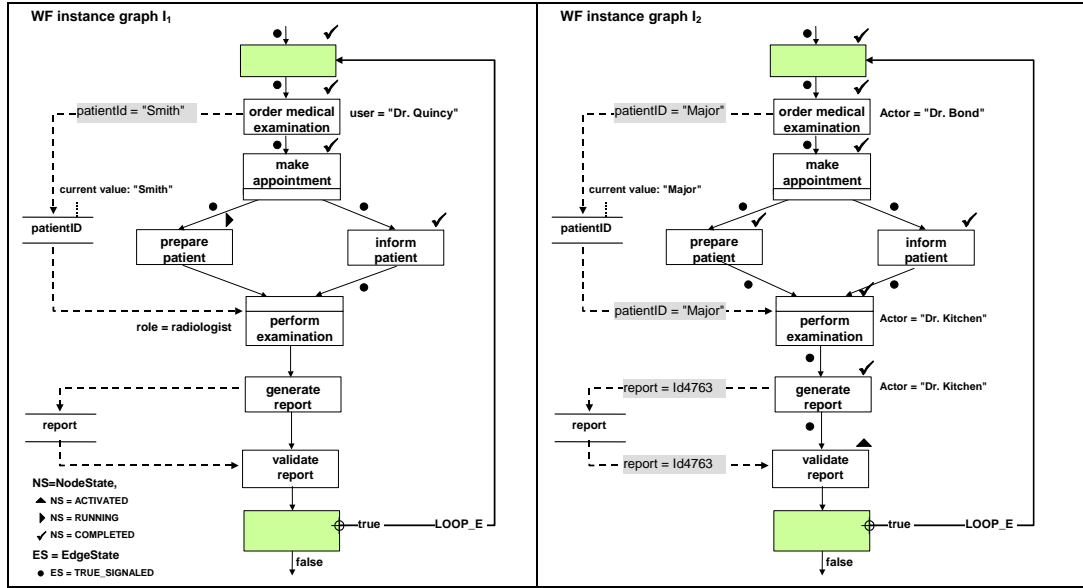 WF instance graph I₁
order medical
examination
patientId = "Smith"
user = "Dr. Quincy"
make
appointment
current value: "Smith"
patientID
prepare
patient
inform
patient
role = radiologist
perform
examination
generate
report
report
validate
report
NS=NodeState,
NS = ACTIVATED
NS = RUNNING
NS = COMPLETED
ES = EdgeState
ES = TRUE_SIGNALED
true
LOOP_E
false
WF instance graph I₂
patientID = "Major"
order medical
examination
Actor = "Dr. Bond"
make
appointment
current value: "Major"
patientID
prepare
patient
inform
patient
patientID = "Major"
perform
examination
Actor = "Dr. Kitchen"
report = Id4763
generate
report
Actor = "Dr. Kitchen"
report
report = Id4763
validate
report
true
LOOP_E
false